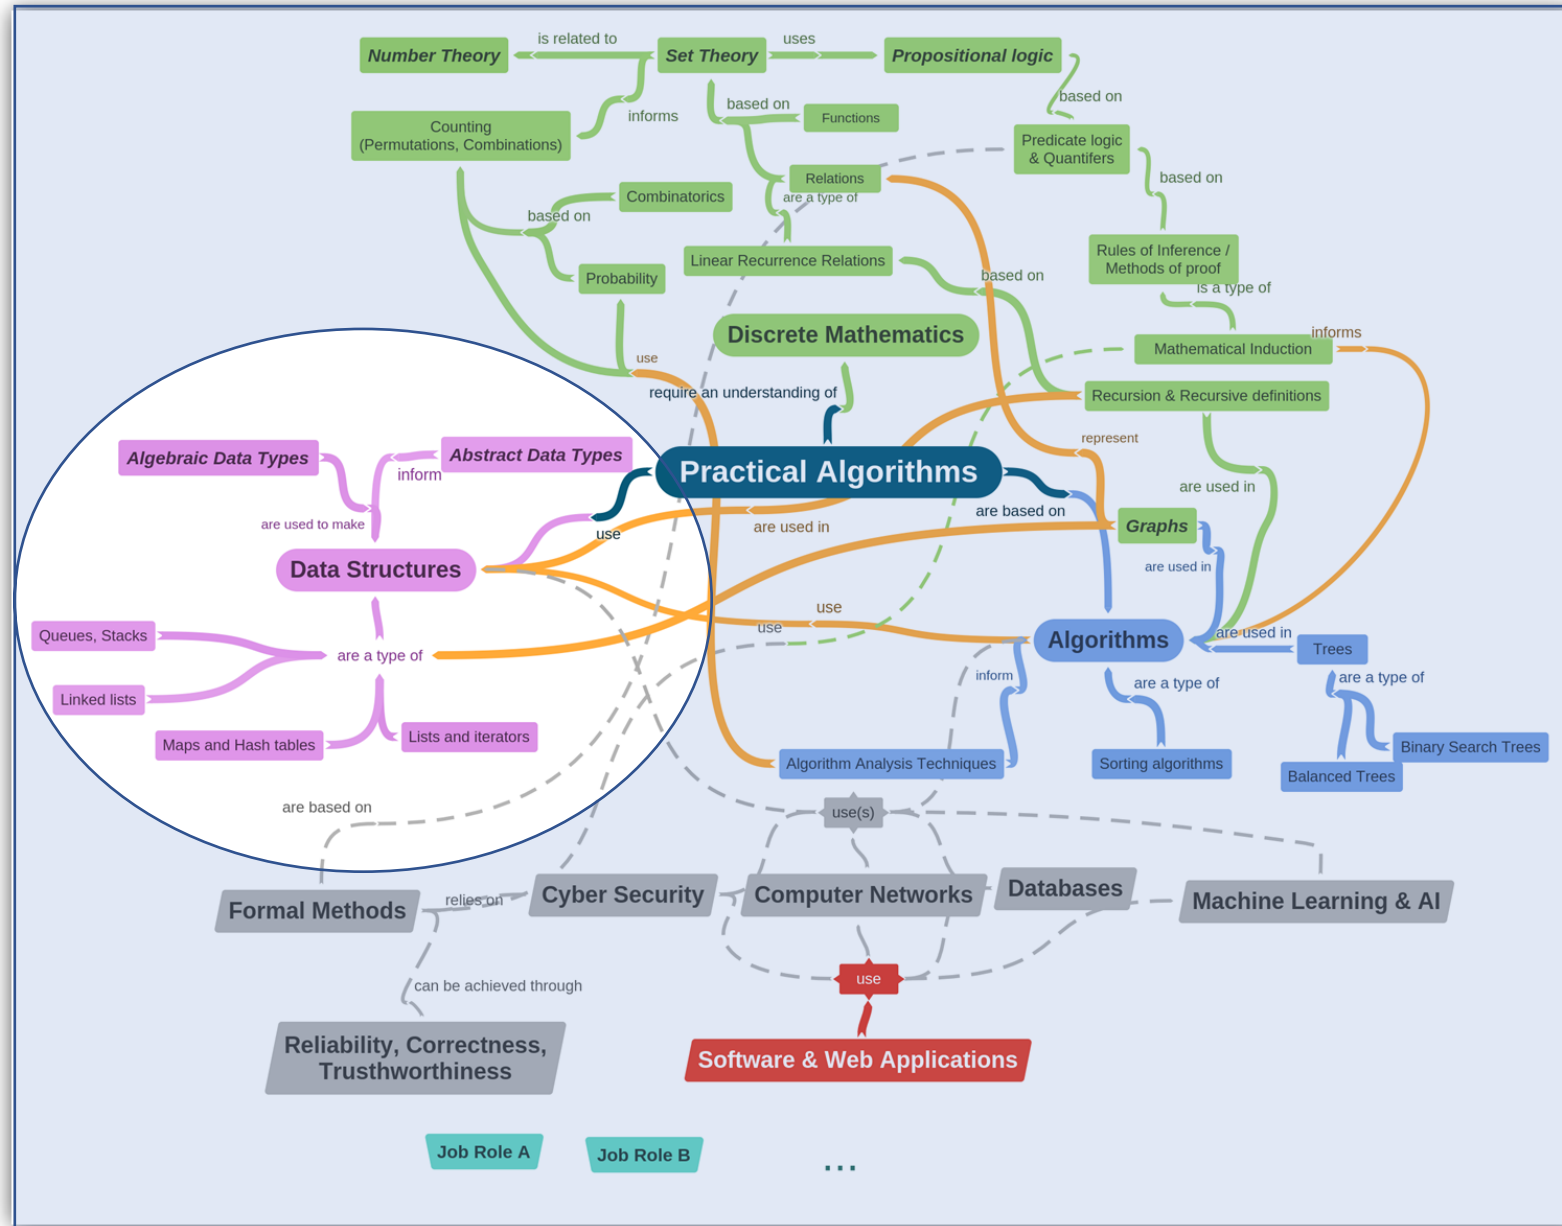 is related to
uses
Number Theory
Set Theory
Propositional logic
based on
based on
informs
Functions
Counting
(Permutations, Combinations)
Predicate logic
& Quantifers
based on
Relations
are a type of
Combinatorics
based on
Rules of Inference /
Methods of proof
Linear Recurrence Relations
based on
Probability
is a type of
Discrete Mathematics
informs
Mathematical Induction
use
require an understanding of
Recursion & Recursive definitions
represent
Algebraic Data Types
Abstract Data Types
inform
Practical Algorithms
are used in
are used to make
use
are used in
are based on
Graphs
are used in
Data Structures
use
use
Queues, Stacks
are a type of
Algorithms
are used in
Trees
inform
are a type of
are a type of
Linked lists
Maps and Hash tables
Lists and iterators
Algorithm Analysis Techniques
Sorting algorithms
Binary Search Trees
Balanced Trees
are based on
use(s)
Formal Methods
relies on
Cyber Security
Computer Networks
Databases
Machine Learning & AI
can be achieved through
use
Reliability, Correctness,
Trusthworthiness
Software & Web Applications
Job Role A
Job Role B
...